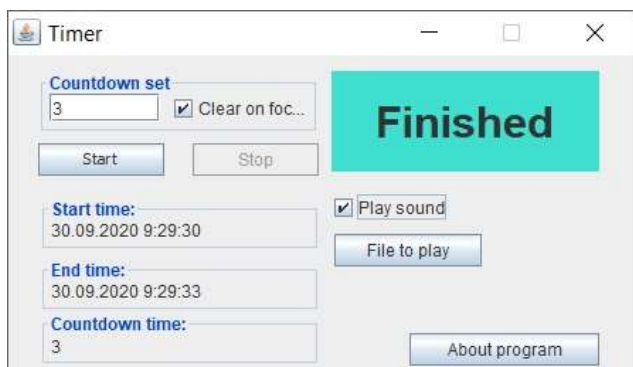 Timer
Countdown set
3
Clear on foc...
Finished
Start
Stop
Play sound
Start time:
30.09.2020 9:29:30
File to play
End time:
30.09.2020 9:29:33
Countdown time:
3
About program